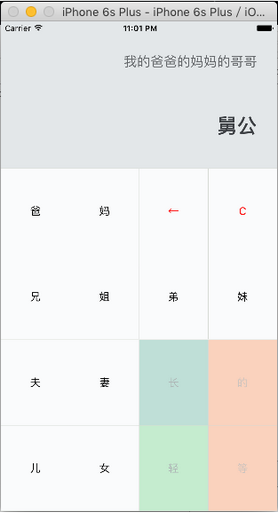 iPhone 6s Plus - iPhone 6s Plus / iO...
Carrier 11:01 PM
我的爸爸的妈妈的哥哥
舅公
爸 妈 ← C
兄 姐 弟 妹
夫 妻 长 的
儿 女 轻 等